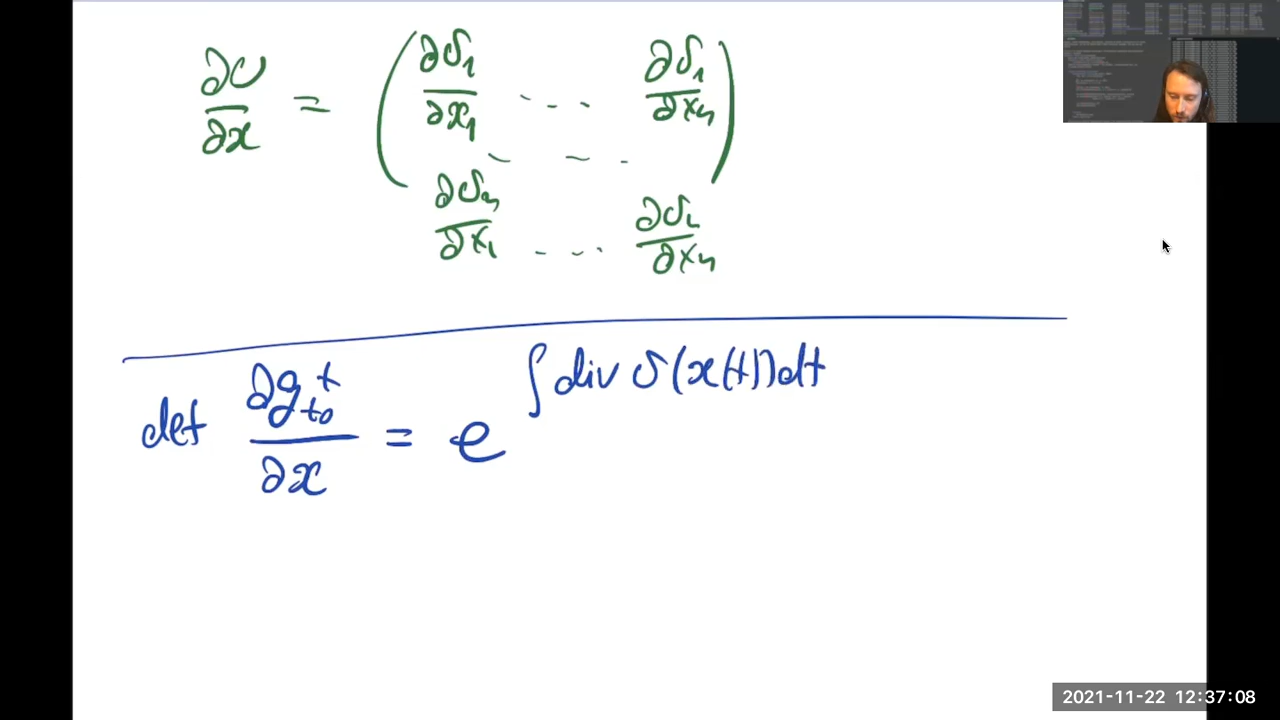 ∂v/∂x = ( ∂v₁/∂x₁ ... ∂v₁/∂xₙ
... 
∂vₙ/∂x₁ ... ∂vₙ/∂xₙ )
det ∂g_{t₀}^t/∂x = e^{∫ div v(x(t))dt}
2021-11-22 12:37:08